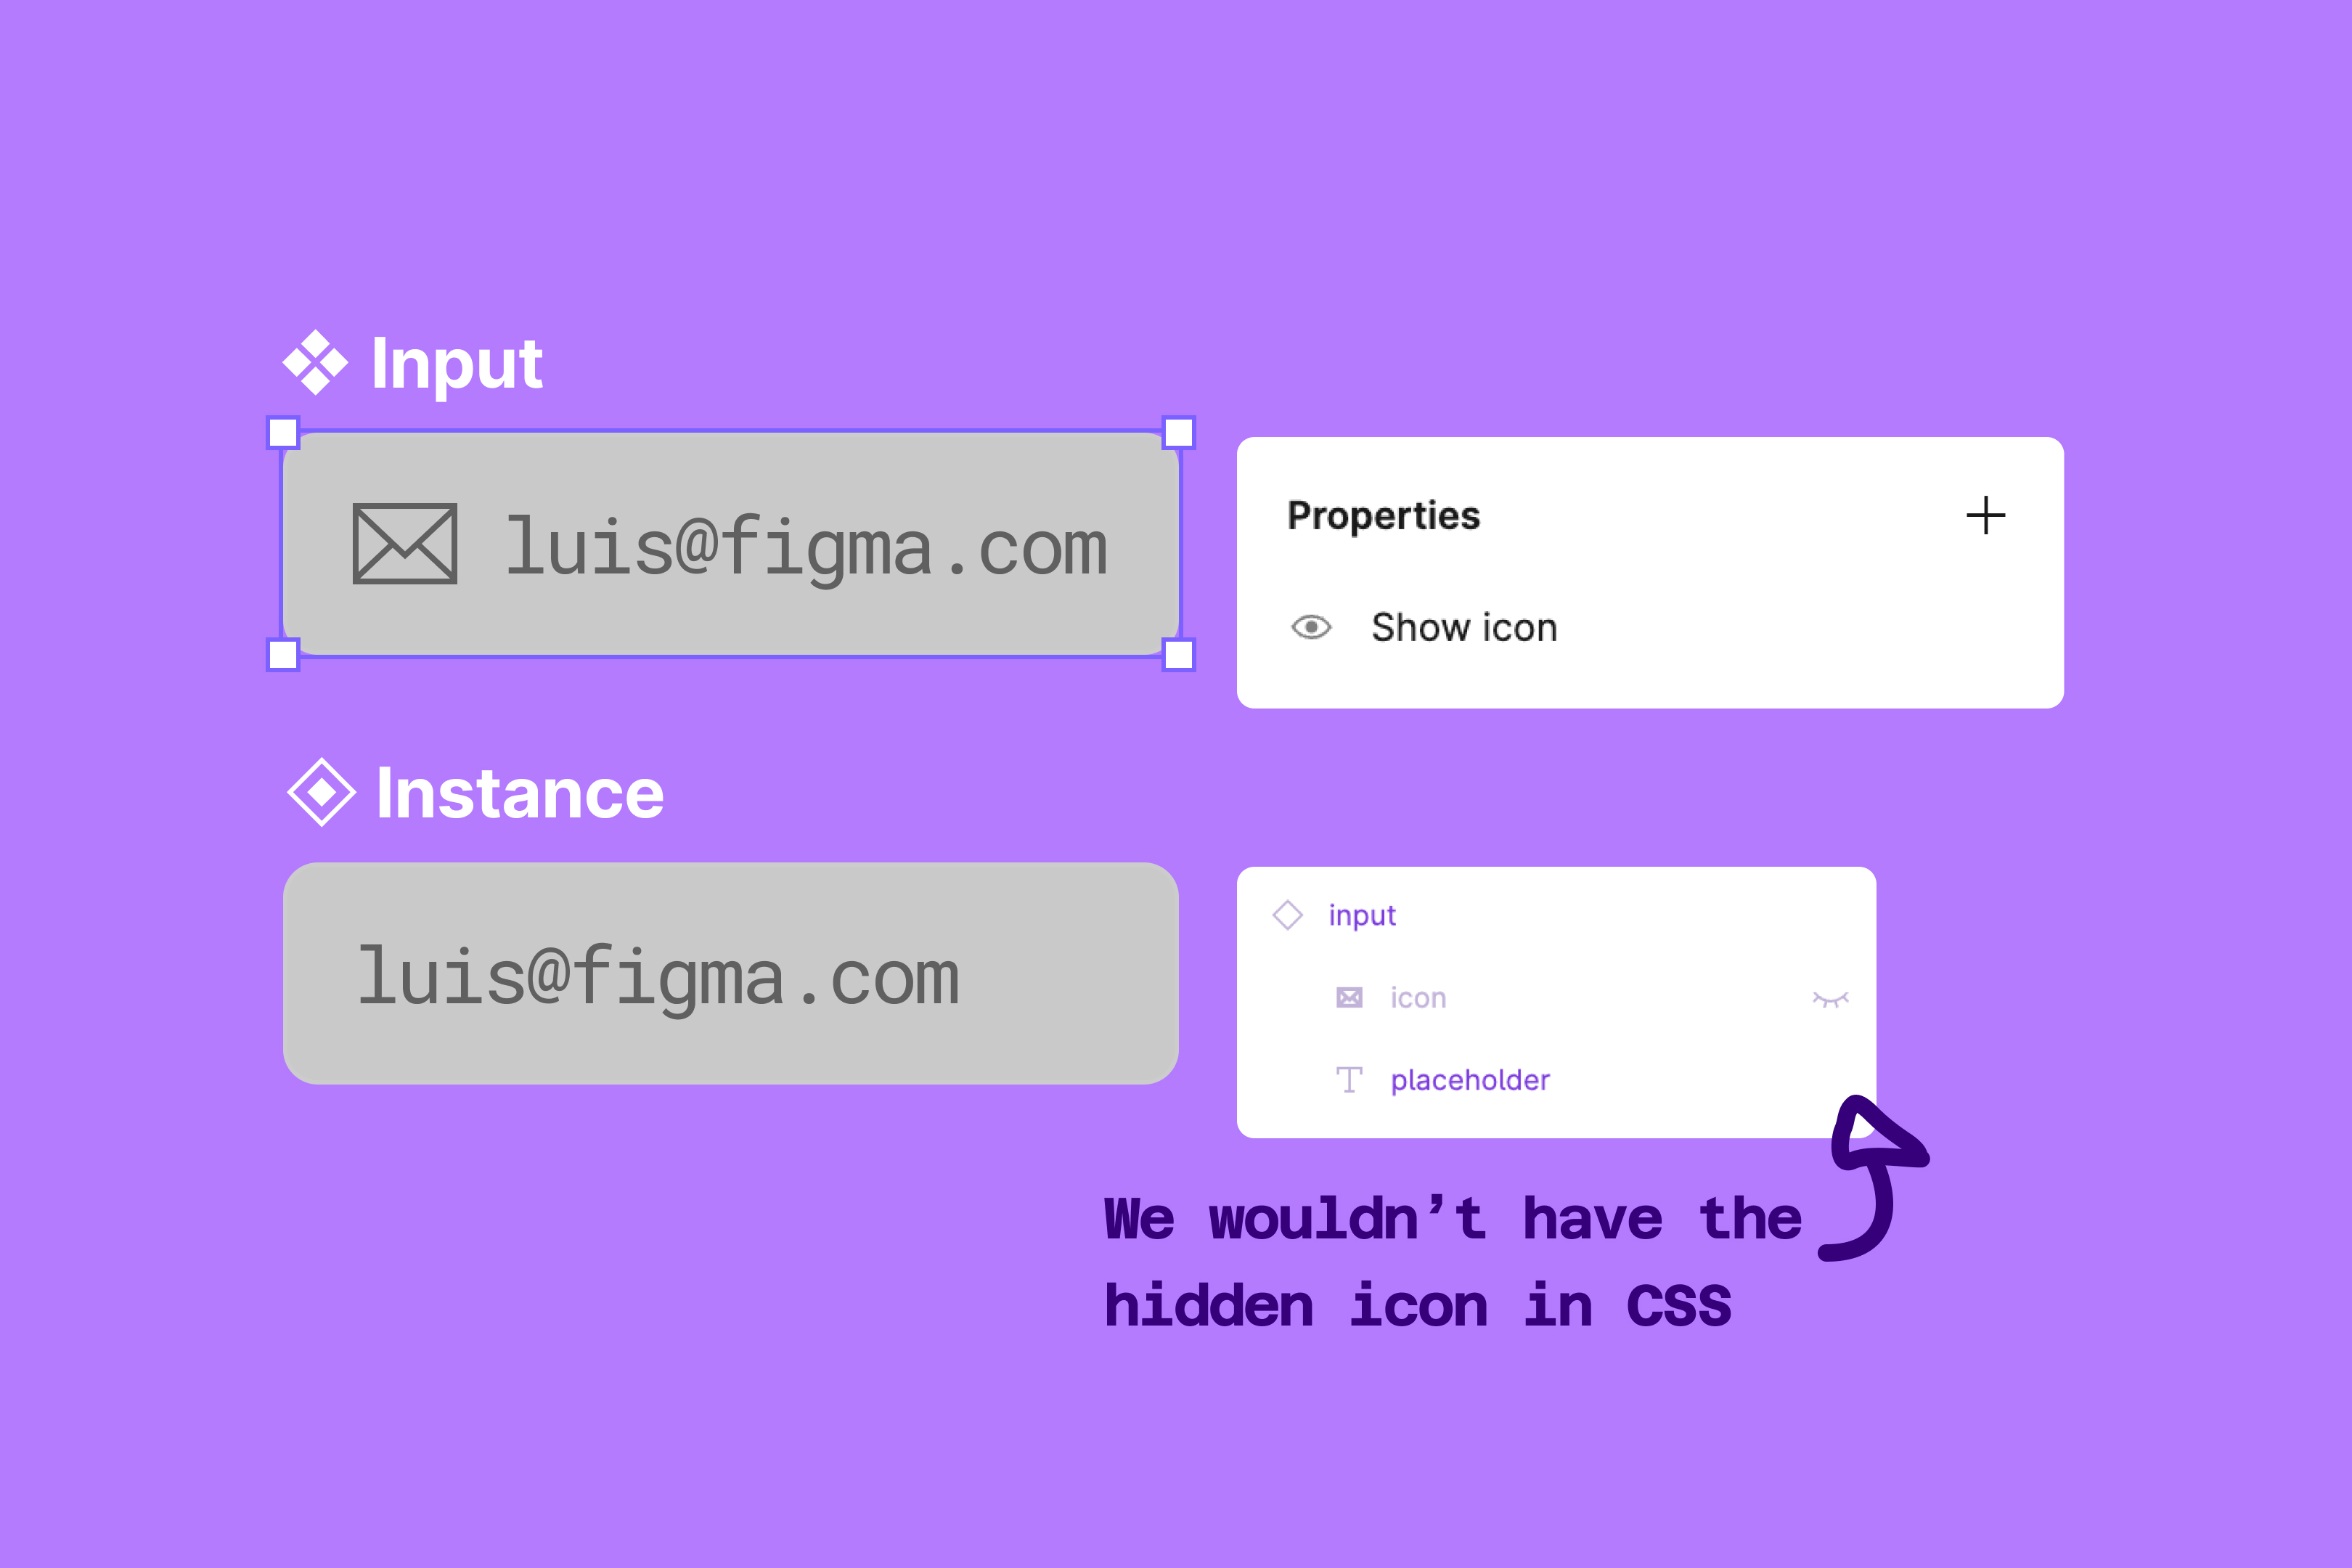 Input
luis@figma.com
Properties
Show icon
Instance
luis@figma.com
input
icon
placeholder
We wouldn’t have the
hidden icon in CSS